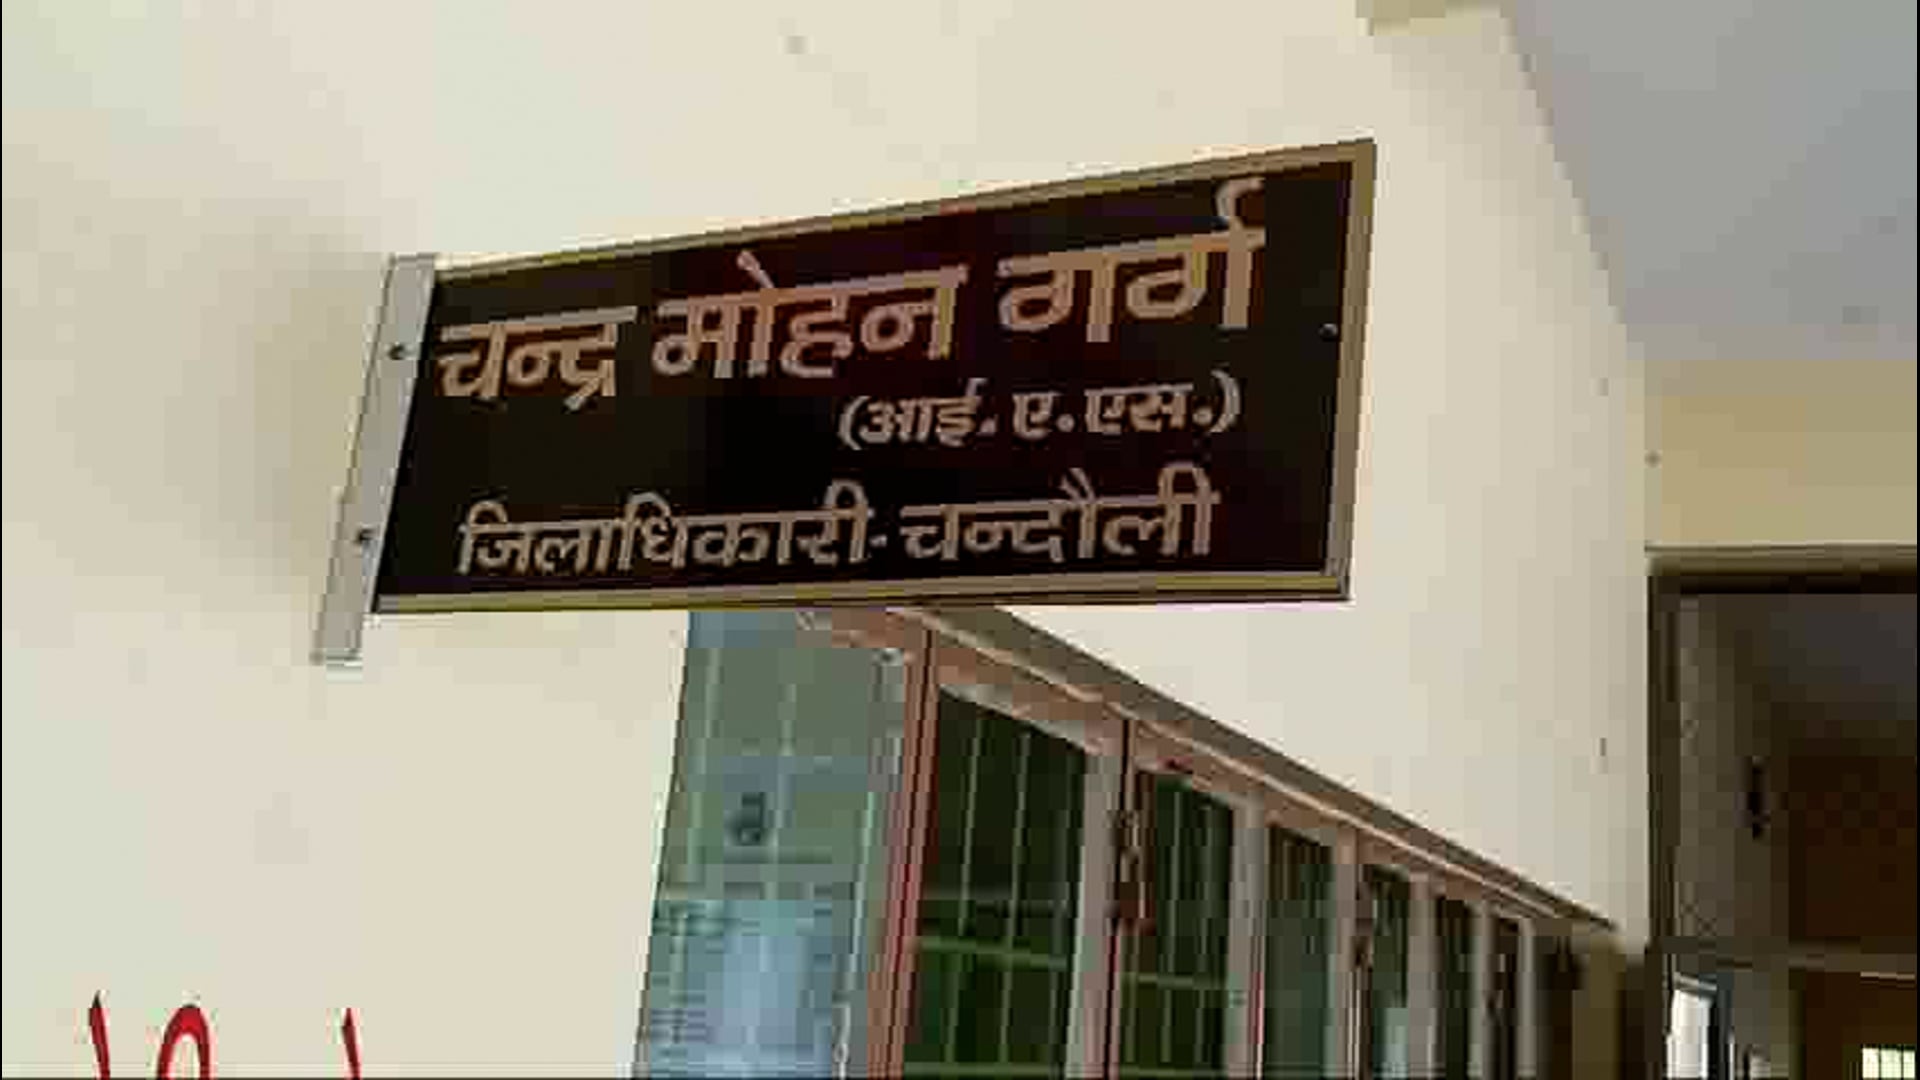 चन्द्र मोहन गर्ग
(आई.ए.एस.)
जिलाधिकारी-चन्दौली